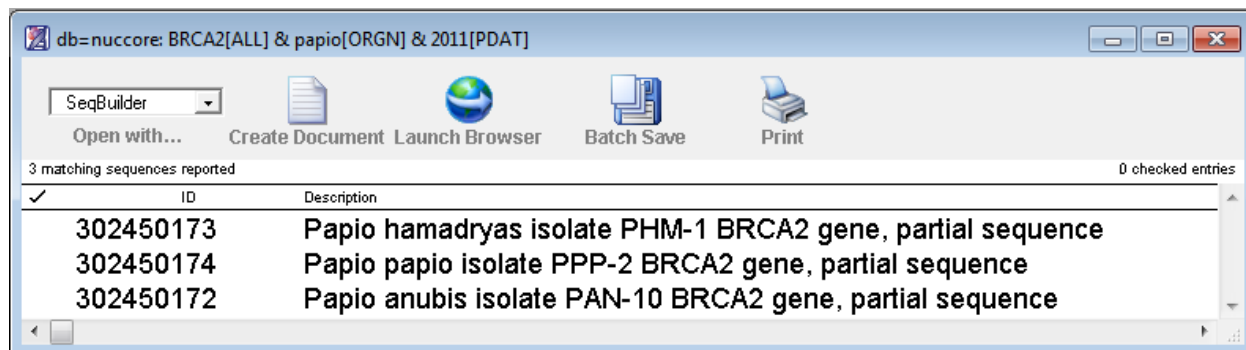 db=nuccore: BRCA2[ALL] & papio[ORGN] & 2011[PDAT]
SeqBuilder
Open with... Create Document Launch Browser Batch Save Print
3 matching sequences reported 0 checked entries
✓ ID Description
302450173 Papio hamadryas isolate PHM-1 BRCA2 gene, partial sequence
302450174 Papio papio isolate PPP-2 BRCA2 gene, partial sequence
302450172 Papio anubis isolate PAN-10 BRCA2 gene, partial sequence